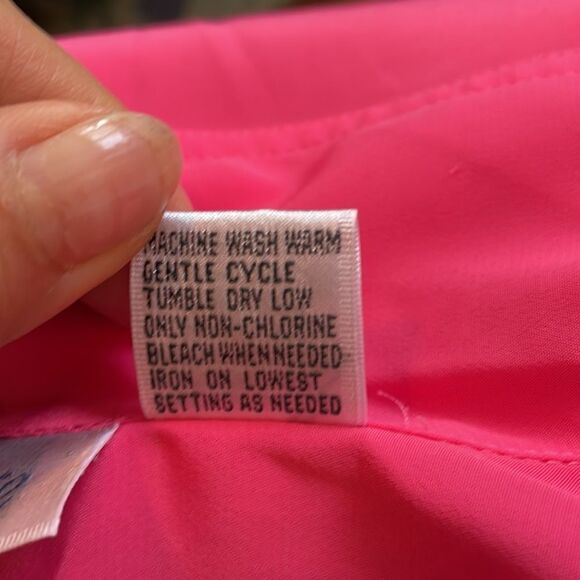 MACHINE WASH WARM
GENTLE CYCLE
TUMBLE DRY LOW
ONLY NON-CHLORINE
BLEACH WHEN NEEDED
IRON ON LOWEST
SETTING AS NEEDED